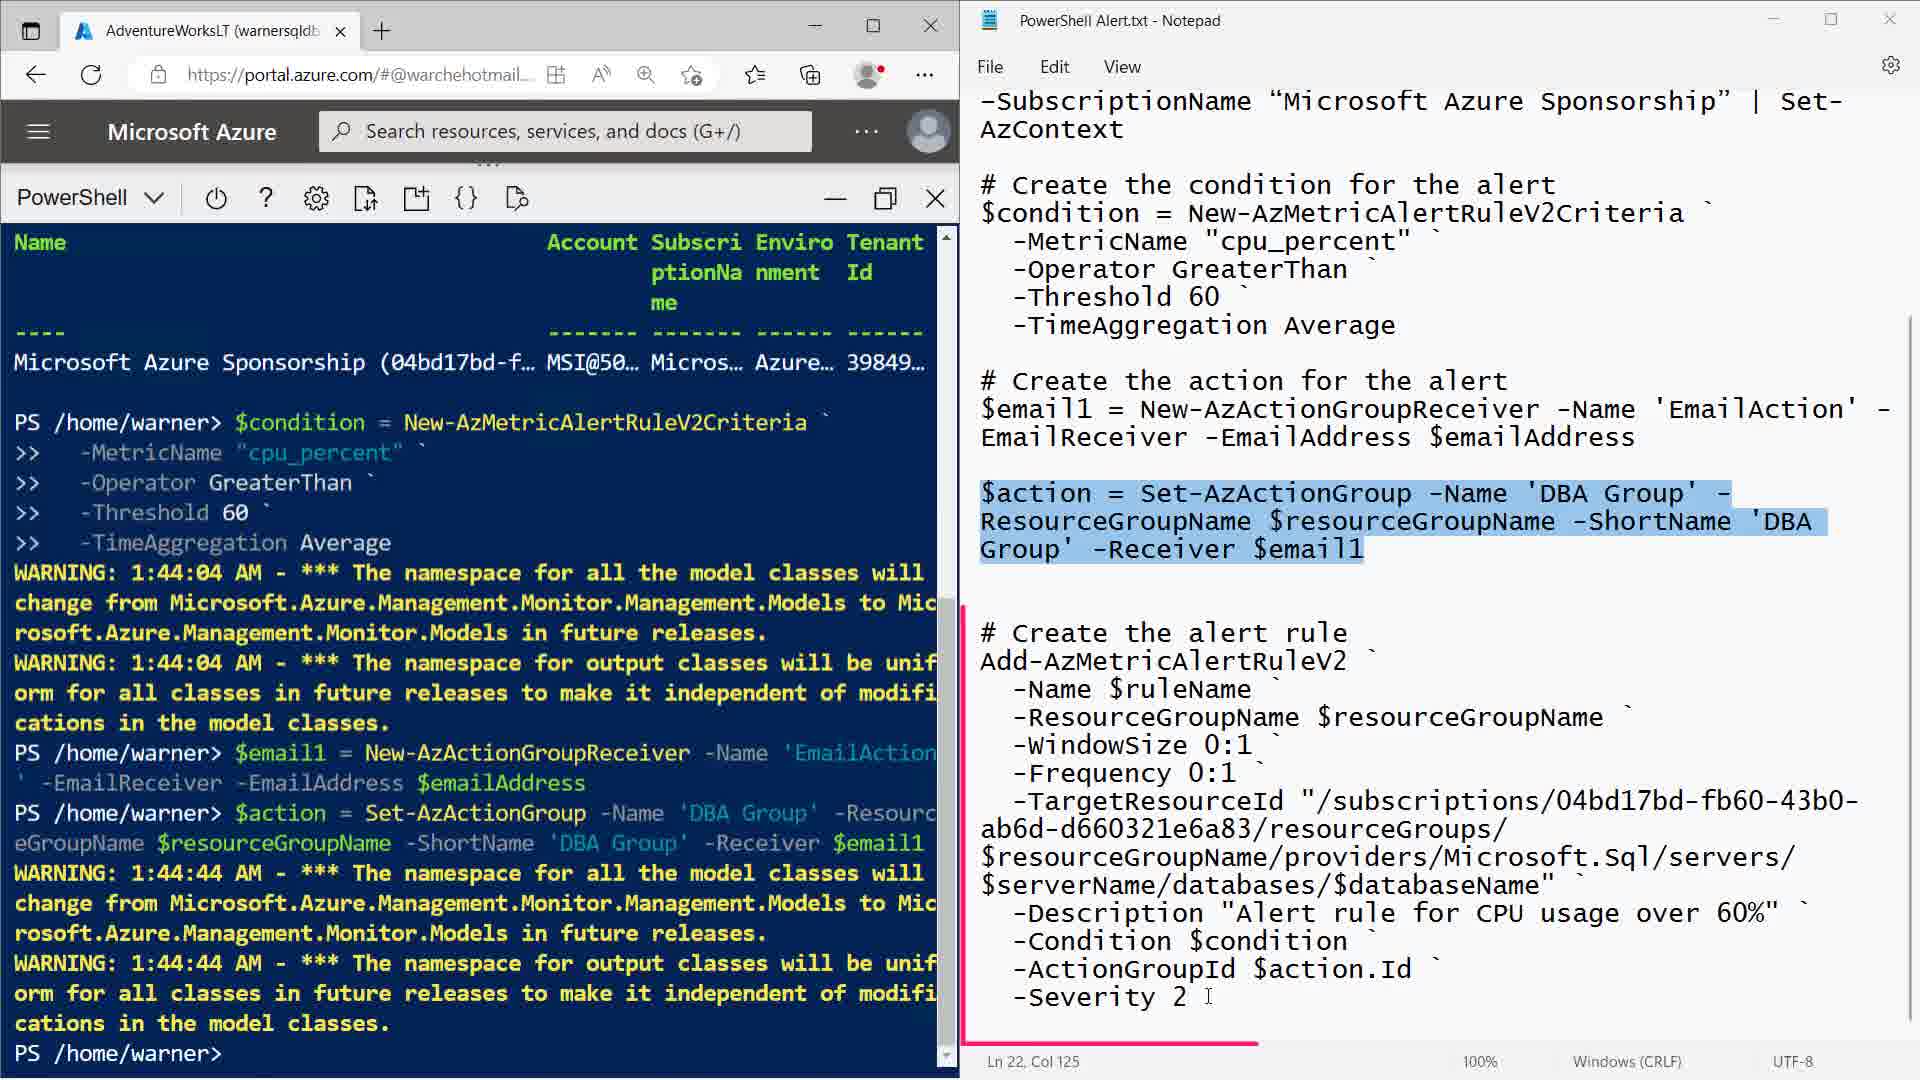 AdventureWorksLT (warnersqldb
https://portal.azure.com/#@warchehotmail...
Microsoft Azure
Search resources, services, and docs (G+/)
PowerShell
Name Account Subscri Enviro Tenant
ptionNa nment Id
me
---- ------- ------- ------ ------
Microsoft Azure Sponsorship (04bd17bd-f… MSI@50… Micros… Azure… 39849…
PS /home/warner> $condition = New-AzMetricAlertRuleV2Criteria `
>> -MetricName "cpu_percent" `
>> -Operator GreaterThan `
>> -Threshold 60 `
>> -TimeAggregation Average
WARNING: 1:44:04 AM - *** The namespace for all the model classes will
change from Microsoft.Azure.Management.Monitor.Management.Models to Mic
rosoft.Azure.Management.Monitor.Models in future releases.
WARNING: 1:44:04 AM - *** The namespace for output classes will be unif
orm for all classes in future releases to make it independent of modifi
cations in the model classes.
PS /home/warner> $email1 = New-AzActionGroupReceiver -Name 'EmailAction
' -EmailReceiver -EmailAddress $emailAddress
PS /home/warner> $action = Set-AzActionGroup -Name 'DBA Group' -Resourc
eGroupName $resourceGroupName -ShortName 'DBA Group' -Receiver $email1
WARNING: 1:44:44 AM - *** The namespace for all the model classes will
change from Microsoft.Azure.Management.Monitor.Management.Models to Mic
rosoft.Azure.Management.Monitor.Models in future releases.
WARNING: 1:44:44 AM - *** The namespace for output classes will be unif
orm for all classes in future releases to make it independent of modifi
cations in the model classes.
PS /home/warner>
PowerShell Alert.txt - Notepad
File Edit View
-SubscriptionName “Microsoft Azure Sponsorship” | Set-
AzContext
# Create the condition for the alert
$condition = New-AzMetricAlertRuleV2Criteria `
-MetricName "cpu_percent" `
-Operator GreaterThan `
-Threshold 60 `
-TimeAggregation Average
# Create the action for the alert
$email1 = New-AzActionGroupReceiver -Name 'EmailAction' -
EmailReceiver -EmailAddress $emailAddress
$action = Set-AzActionGroup -Name 'DBA Group' -
ResourceGroupName $resourceGroupName -ShortName 'DBA
Group' -Receiver $email1
# Create the alert rule
Add-AzMetricAlertRuleV2 `
-Name $ruleName `
-ResourceGroupName $resourceGroupName `
-WindowSize 0:1 `
-Frequency 0:1 `
-TargetResourceId "/subscriptions/04bd17bd-fb60-43b0-
ab6d-d660321e6a83/resourceGroups/
$resourceGroupName/providers/Microsoft.Sql/servers/
$serverName/databases/$databaseName" `
-Description "Alert rule for CPU usage over 60%" `
-Condition $condition `
-ActionGroupId $action.Id `
-Severity 2
Ln 22, Col 125 100% Windows (CRLF) UTF-8